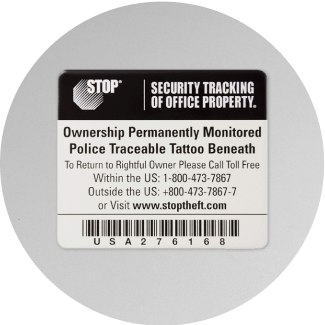 STOP®
SECURITY TRACKING
OF OFFICE PROPERTY.
Ownership Permanently Monitored
Police Traceable Tattoo Beneath
To Return to Rightful Owner Please Call Toll Free
Within the US: 1-800-473-7867
Outside the US: +800-473-7867-7
or Visit www.stoptheft.com
USA276168